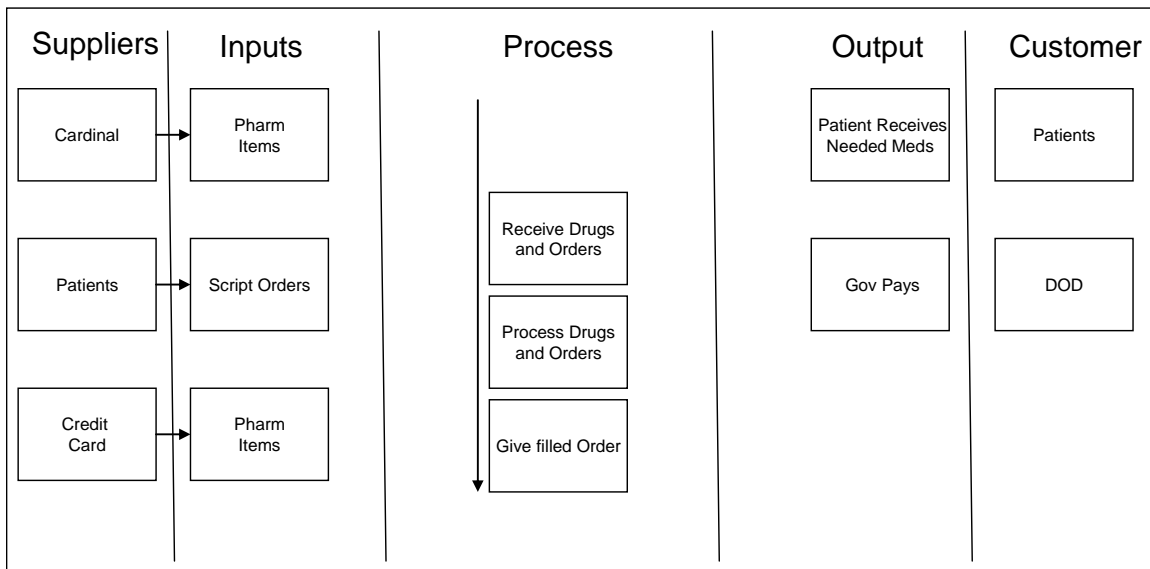 Suppliers
Inputs
Process
Output
Customer
Cardinal
Pharm
Items
Patient Receives
Needed Meds
Patients
Receive Drugs
and Orders
Patients
Script Orders
Gov Pays
DOD
Process Drugs
and Orders
Credit
Card
Pharm
Items
Give filled Order